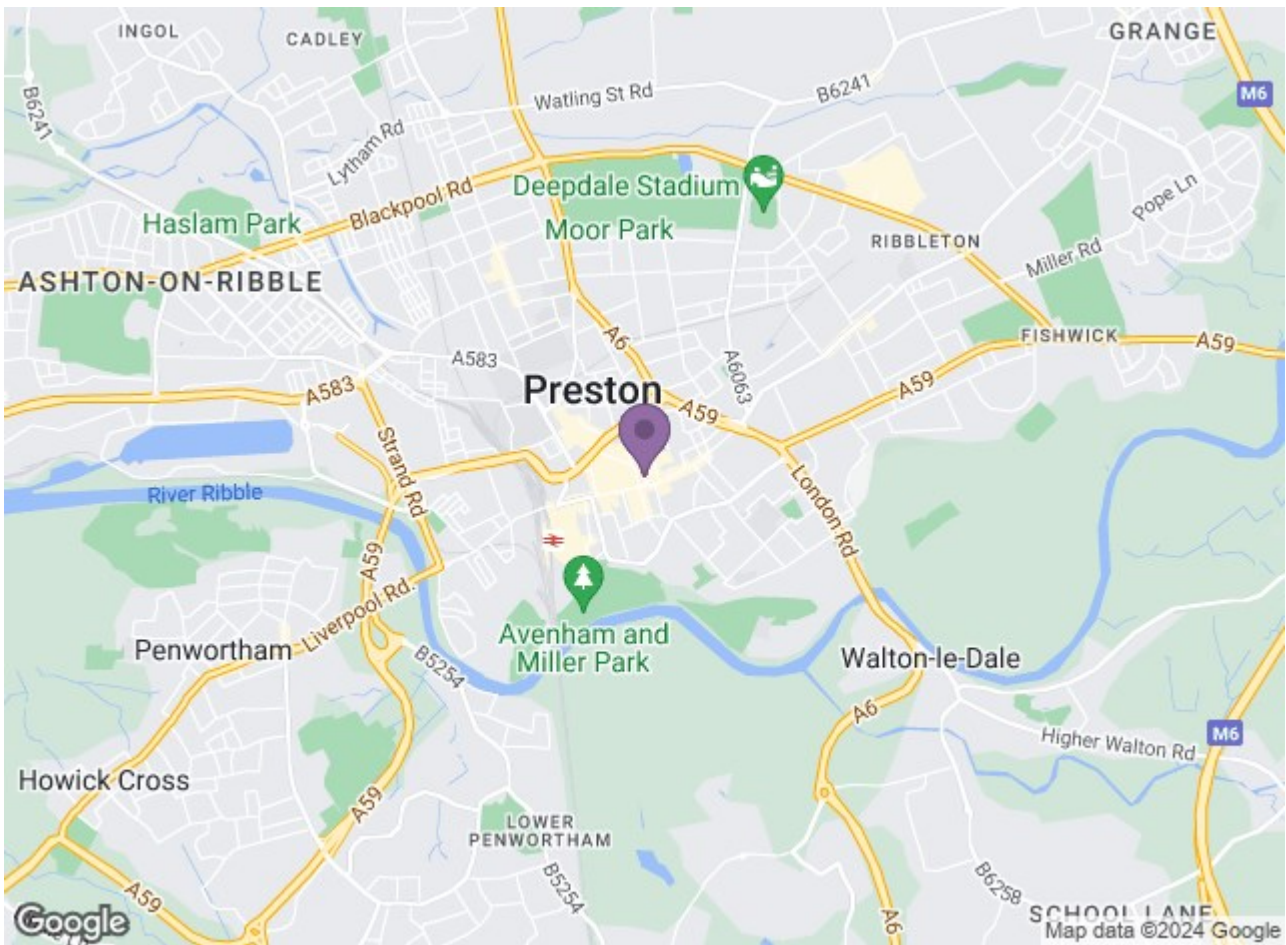 INGOL
CADLEY
GRANGE
B6241
Watling St Rd
B6241
M6
Lytham Rd
Blackpool Rd
Deepdale Stadium
Moor Park
Pope Ln
Haslam Park
RIBBLETON
Miller Rd
ASHTON-ON-RIBBLE
A6
FISHWICK
A59
A583
A6063
A583
Preston
A59
A59
Strand Rd
River Ribble
London Rd
A59
Liverpool Rd
Penwortham
B5254
Avenham and
Miller Park
Walton-le-Dale
A6
Higher Walton Rd
M6
Howick Cross
A59
LOWER
PENWORTHAM
B5254
B6258
A59
A6
SCHOOL LANE
Google
Map data ©2024 Google